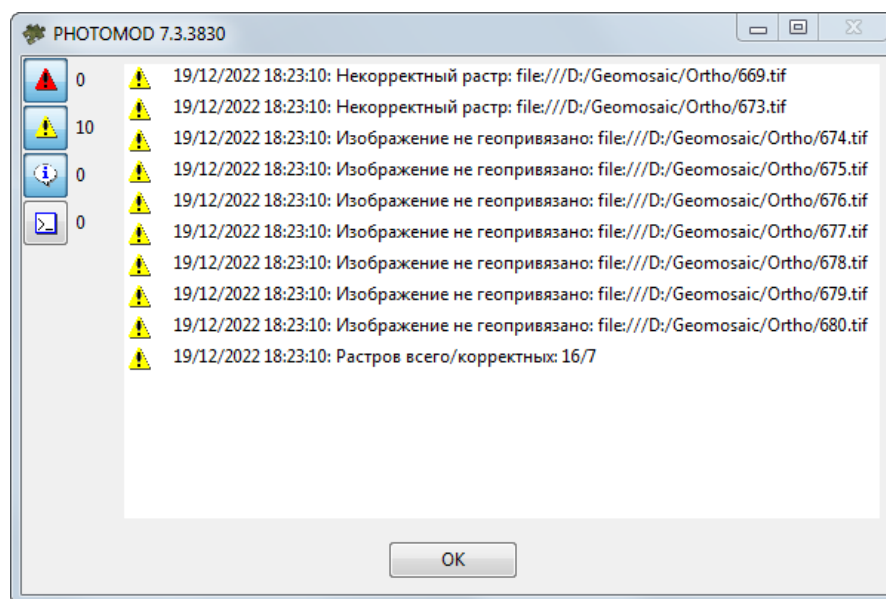 PHOTOMOD 7.3.3830
0
19/12/2022 18:23:10: Некорректный растр: file:///D:/Geomosaic/Ortho/669.tif
19/12/2022 18:23:10: Некорректный растр: file:///D:/Geomosaic/Ortho/673.tif
10
19/12/2022 18:23:10: Изображение не геопривязано: file:///D:/Geomosaic/Ortho/674.tif
19/12/2022 18:23:10: Изображение не геопривязано: file:///D:/Geomosaic/Ortho/675.tif
0
19/12/2022 18:23:10: Изображение не геопривязано: file:///D:/Geomosaic/Ortho/676.tif
0
19/12/2022 18:23:10: Изображение не геопривязано: file:///D:/Geomosaic/Ortho/677.tif
19/12/2022 18:23:10: Изображение не геопривязано: file:///D:/Geomosaic/Ortho/678.tif
19/12/2022 18:23:10: Изображение не геопривязано: file:///D:/Geomosaic/Ortho/679.tif
19/12/2022 18:23:10: Изображение не геопривязано: file:///D:/Geomosaic/Ortho/680.tif
19/12/2022 18:23:10: Растров всего/корректных: 16/7
OK